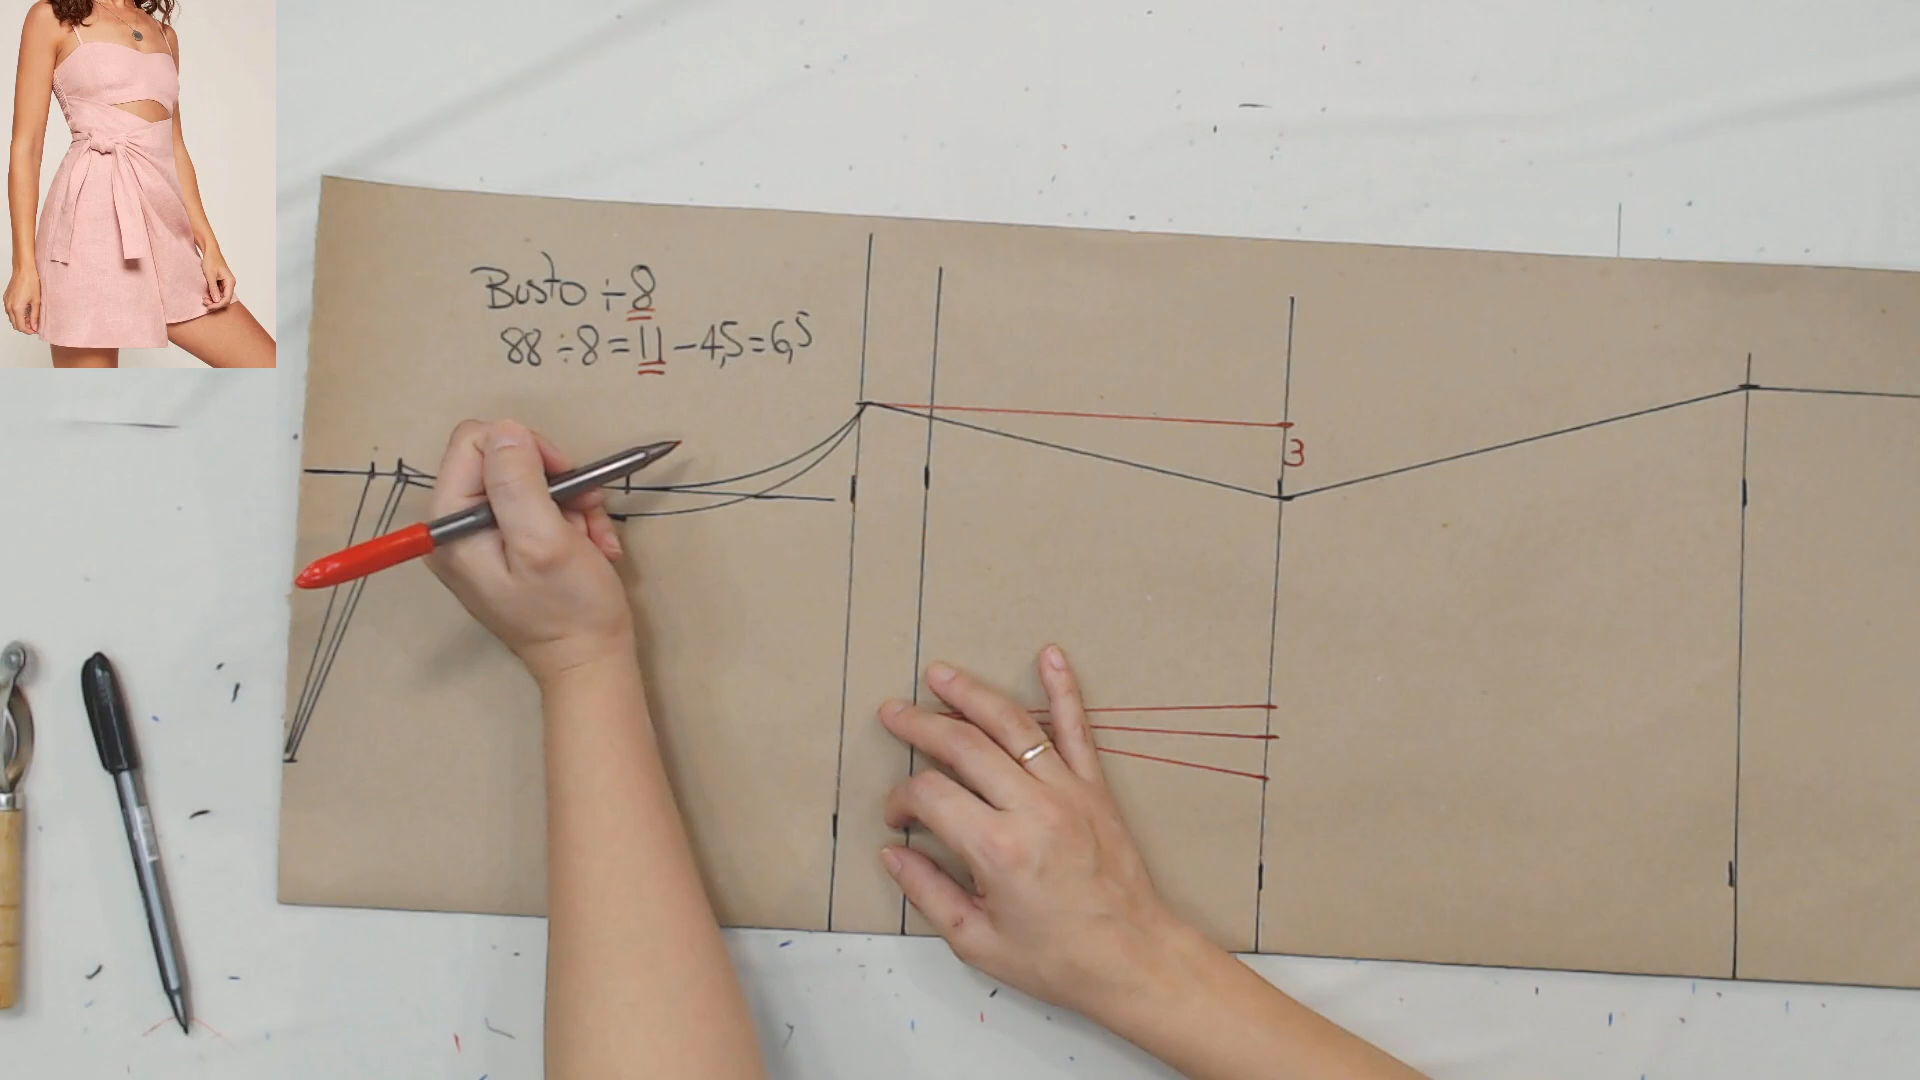 Busto ÷ 8
88 ÷ 8 = 11 - 4,5 = 6,5
3